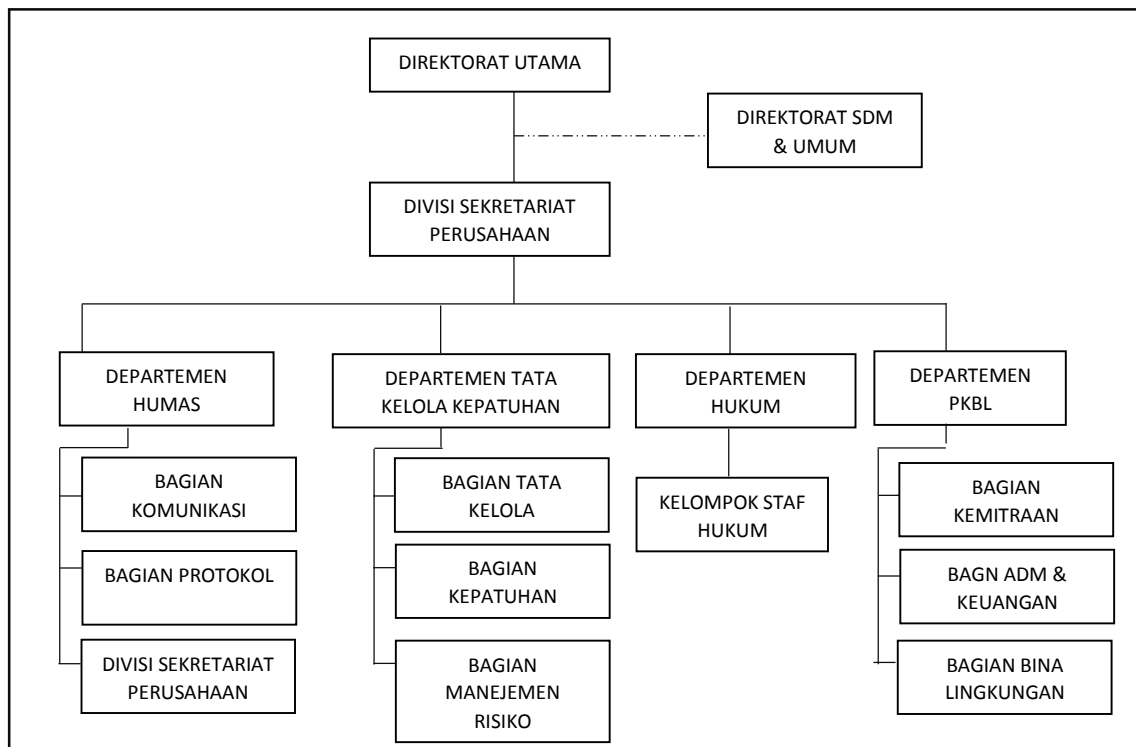 DIREKTORAT UTAMA
DIREKTORAT SDM
& UMUM
DIVISI SEKRETARIAT
PERUSAHAAN
DEPARTEMEN
HUMAS
DEPARTEMEN TATA
KELOLA KEPATUHAN
DEPARTEMEN
HUKUM
DEPARTEMEN
PKBL
BAGIAN
KOMUNIKASI
BAGIAN PROTOKOL
DIVISI SEKRETARIAT
PERUSAHAAN
BAGIAN TATA
KELOLA
BAGIAN
KEPATUHAN
BAGIAN
MANEJEMEN
RISIKO
KELOMPOK STAF
HUKUM
BAGIAN
KEMITRAAN
BAGN ADM &
KEUANGAN
BAGIAN BINA
LINGKUNGAN